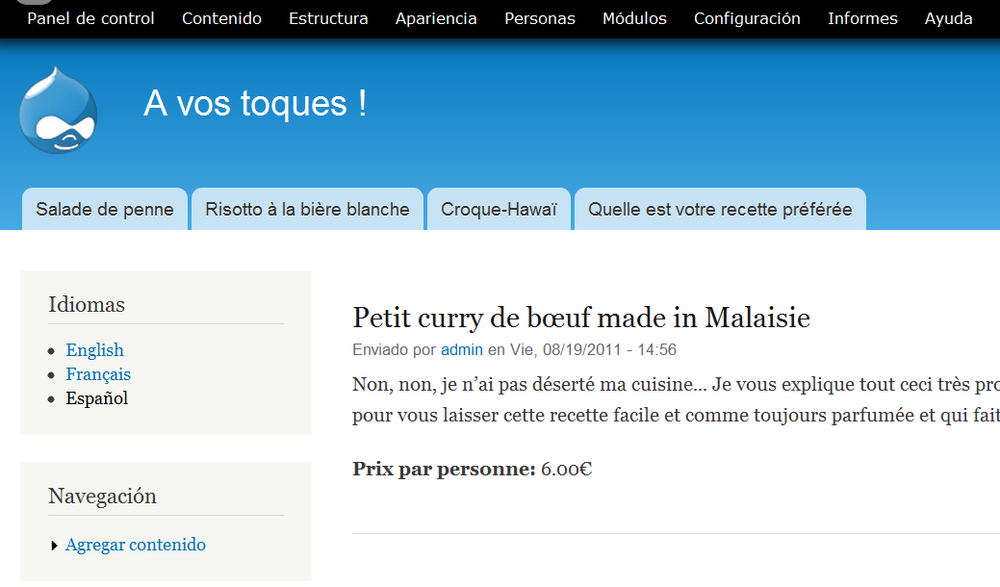 Panel de control Contenido Estructura Apariencia Personas Módulos Configuración Informes Ayuda
A vos toques !
Salade de penne Risotto à la bière blanche Croque-Hawaï Quelle est votre recette préférée
Idiomas
English
Français
Español
Navegación
Agregar contenido
Petit curry de bœuf made in Malaisie
Enviado por admin en Vie, 08/19/2011 - 14:56
Non, non, je n’ai pas déserté ma cuisine... Je vous explique tout ceci très
pour vous laisser cette recette facile et comme toujours parfumée et qui fait
Prix par personne: 6.00€